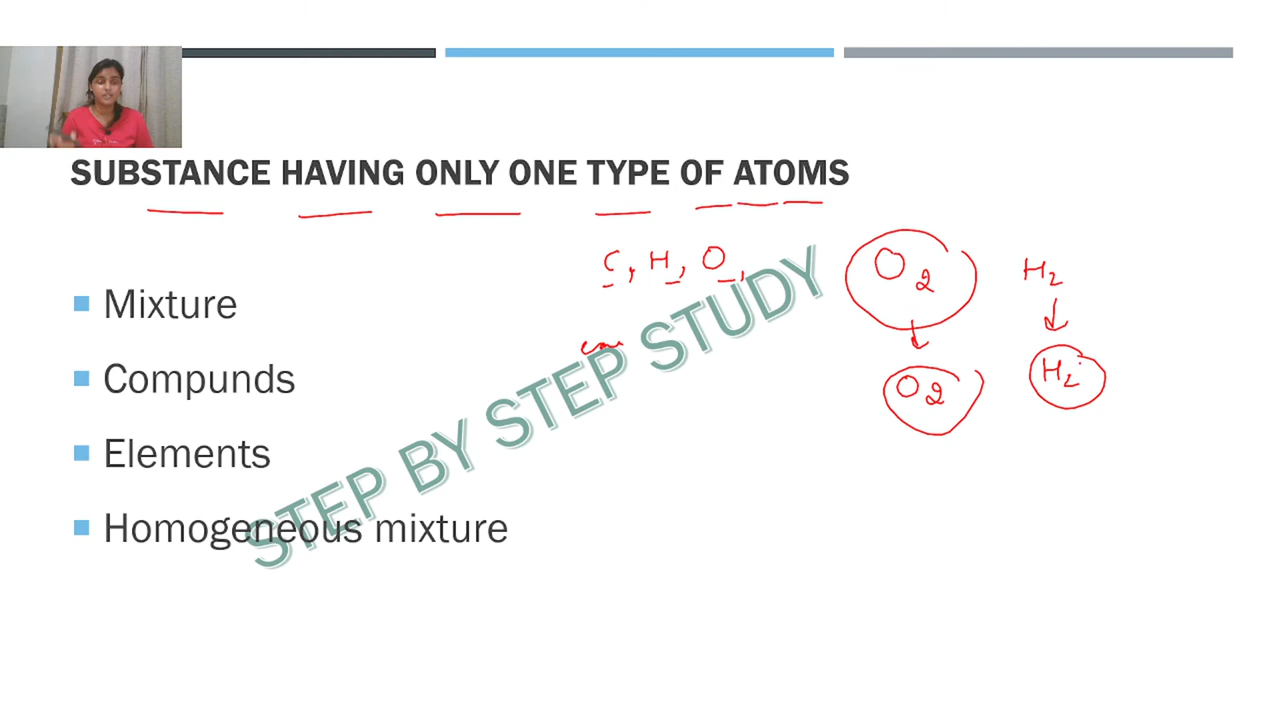 SUBSTANCE HAVING ONLY ONE TYPE OF ATOMS
C, H, O,
O2
H2
Mixture
Compunds
O2
H2
Elements
Homogeneous mixture
STEP BY STEP STUDY